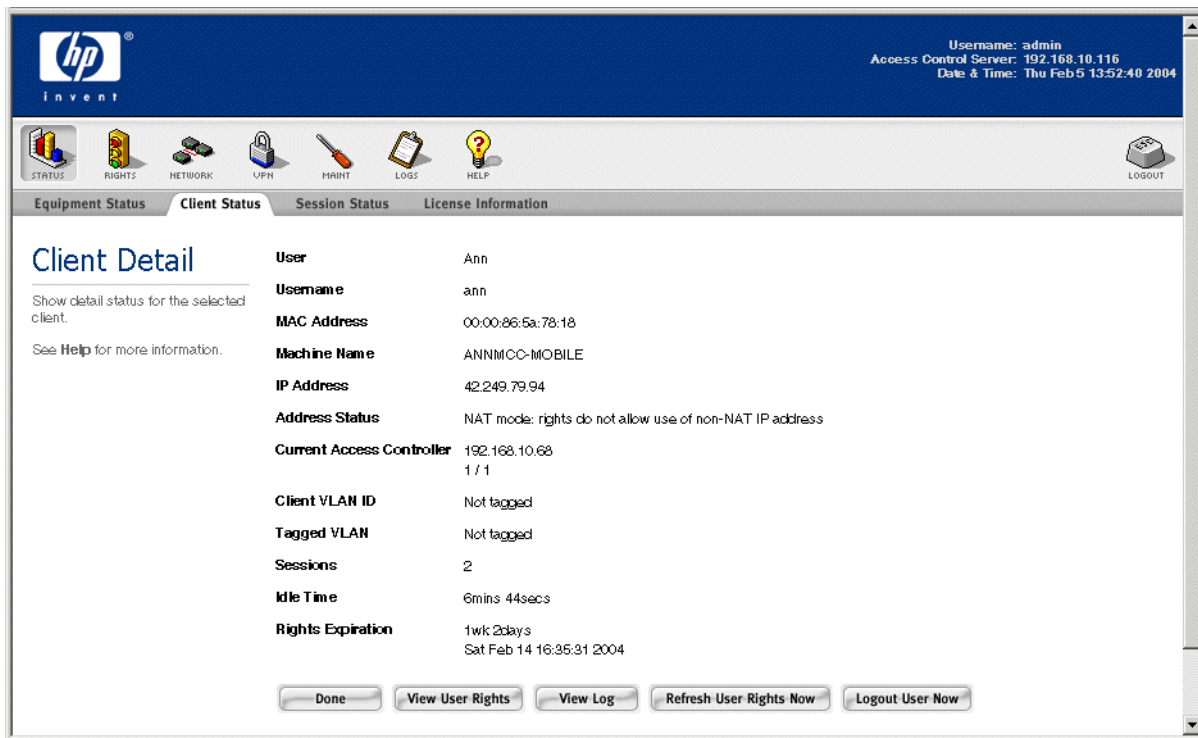 hp
®
invent
Username: admin
Access Control Server: 192.168.10.116
Date & Time: Thu Feb 5 13:52:40 2004
STATUS
RIGHTS
NETWORK
VPN
MAINT
LOGS
HELP
LOGOUT
Equipment Status
Client Status
Session Status
License Information
Client Detail
Show detail status for the selected
client.
See Help for more information.
User Ann
Username ann
MAC Address 00:00:86:5a:78:18
Machine Name ANNMCC-MOBILE
IP Address 42.249.79.94
Address Status NAT mode: rights do not allow use of non-NAT IP address
Current Access Controller 192.168.10.68
1 / 1
Client VLAN ID Not tagged
Tagged VLAN Not tagged
Sessions 2
Idle Time 6mins 44secs
Rights Expiration 1wk 2days
Sat Feb 14 16:35:31 2004
Done
View User Rights
View Log
Refresh User Rights Now
Logout User Now